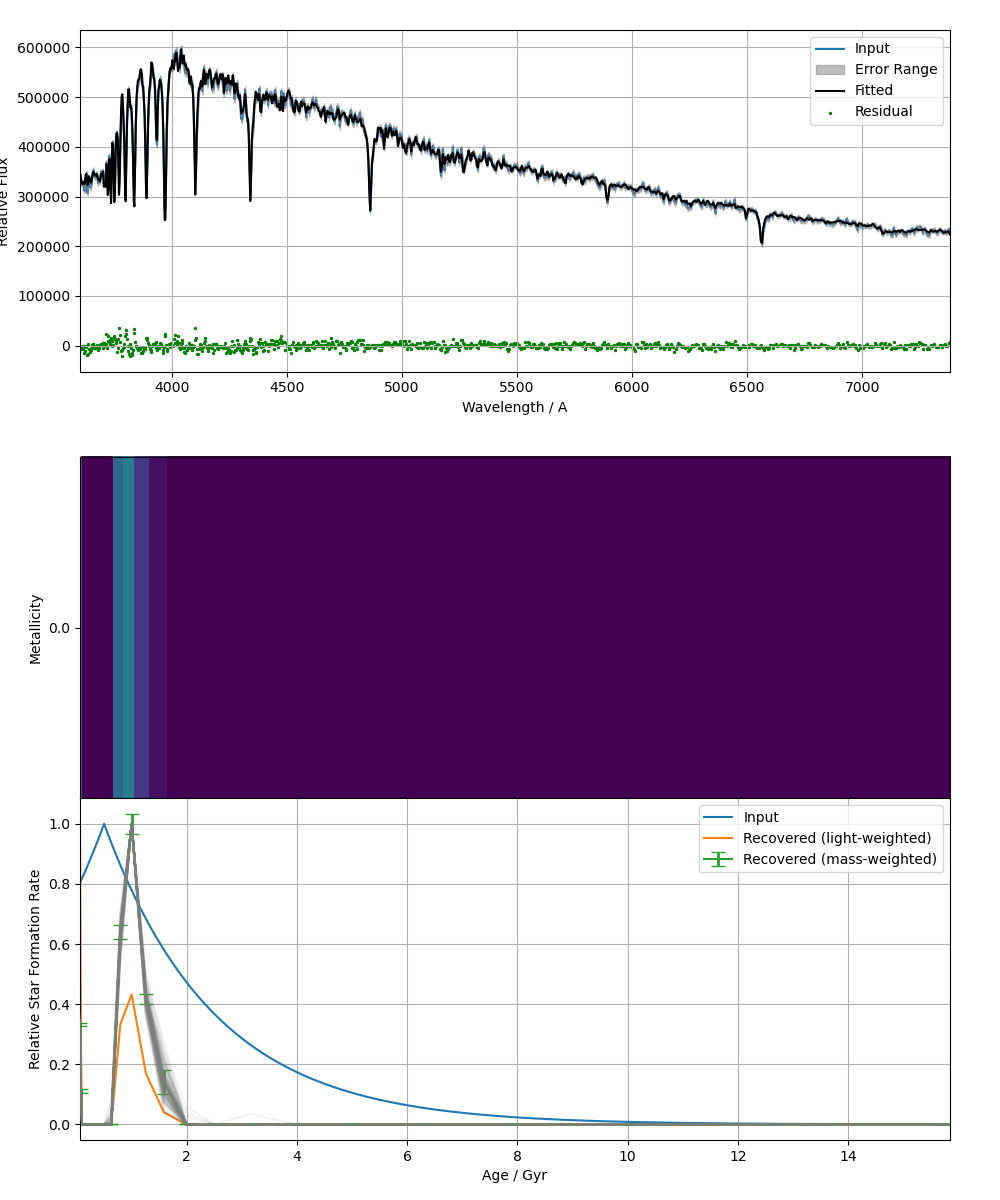 600000
500000
400000
300000
200000
100000
0
Relative Flux
Input
Error Range
Fitted
Residual
4000 4500 5000 5500 6000 6500 7000
Wavelength / A
0.0
Metallicity
1.0
0.8
0.6
0.4
0.2
0.0
Relative Star Formation Rate
Input
Recovered (light-weighted)
Recovered (mass-weighted)
2 4 6 8 10 12 14
Age / Gyr